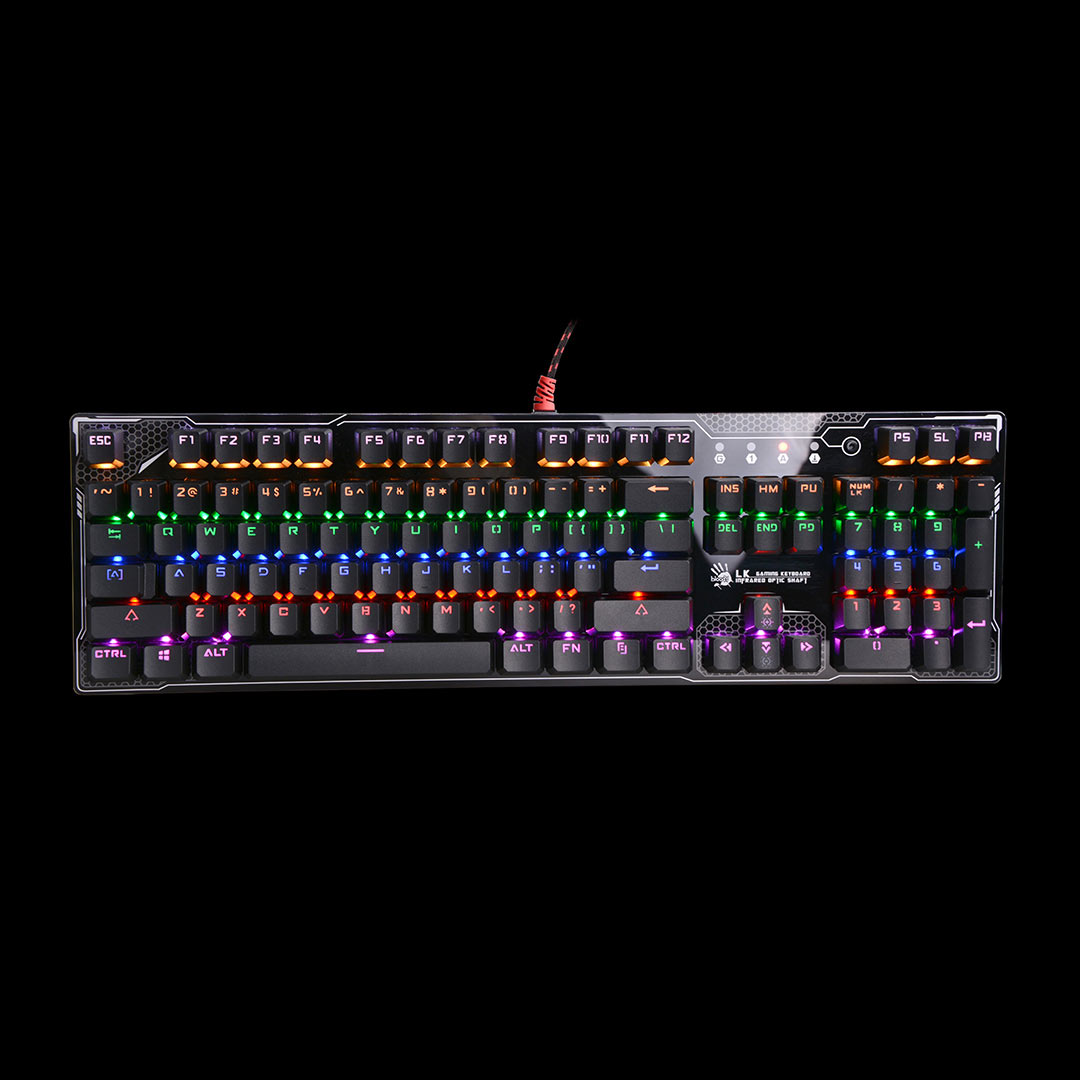 ESC F1 F2 F3 F4 F5 F6 F7 F8 F9 F10 F11 F12 PS SL PB
G 1 A
` ~ 1 ! 2 @ 3 # 4 $ 5 % 6 ^ 7 & 8 * 9 ( 0 ) - - = + INS HM PU NUM LK / * -
Q W E R T Y U I O P [ { ] } \ | DEL END PD 7 8 9 +
[A] A S D F G H J K L ; : ' " 4 5 6
bloody LK GAMING KEYBOARD
INFRARED OPTIC SHAFT
Z X C V B N M , < . > / ? 1 2 3
CTRL ALT ALT FN CTRL 0 .